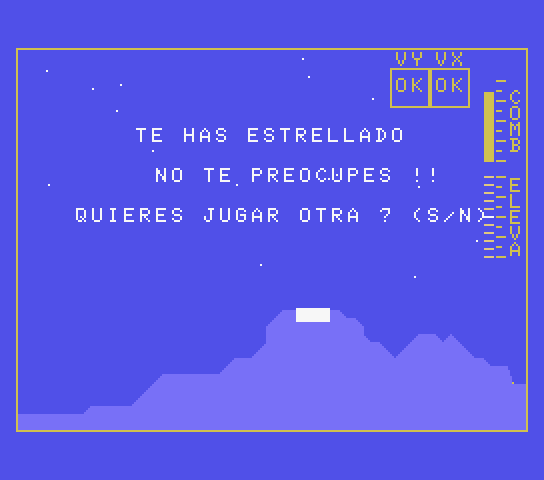 VY VX
OK OK
TE HAS ESTRELLADO
NO TE PREOCUPES !!
QUIERES JUGAR OTRA ? (S/N)
COMB
ELEVA